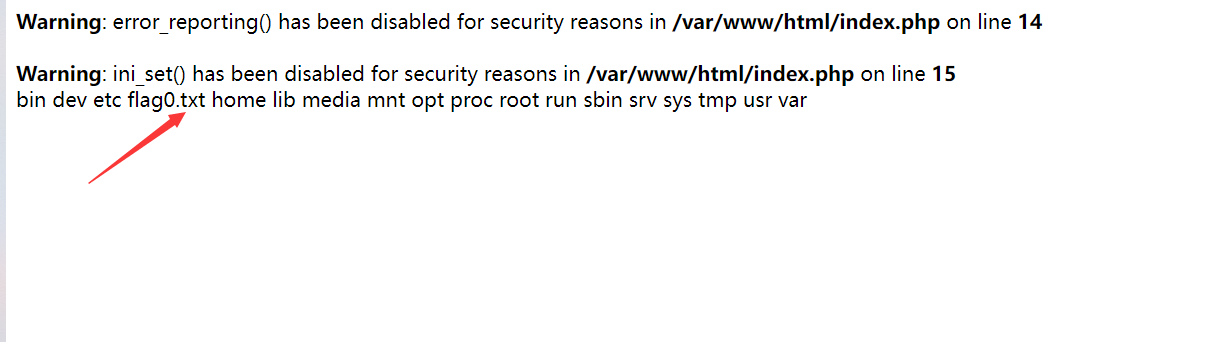 Warning: error_reporting() has been disabled for security reasons in /var/www/html/index.php on line 14
Warning: ini_set() has been disabled for security reasons in /var/www/html/index.php on line 15
bin dev etc flag0.txt home lib media mnt opt proc root run sbin srv sys tmp usr var